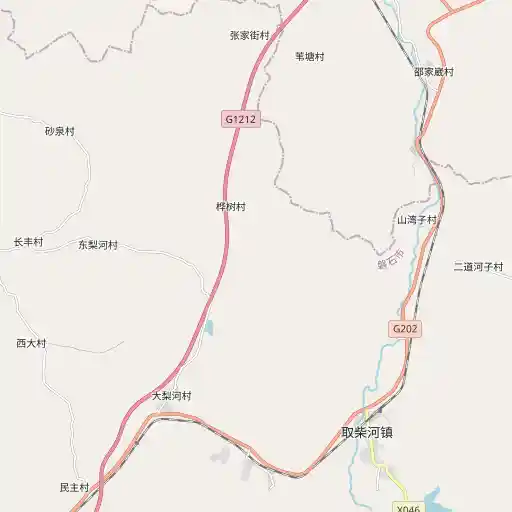 张家街村
苇塘村
邵家崴村
G1212
砂泉村
桦树村
山湾子村
长丰村
东梨河村
磐石市
二道河子村
G202
西大村
大梨河村
取柴河镇
民主村
X046